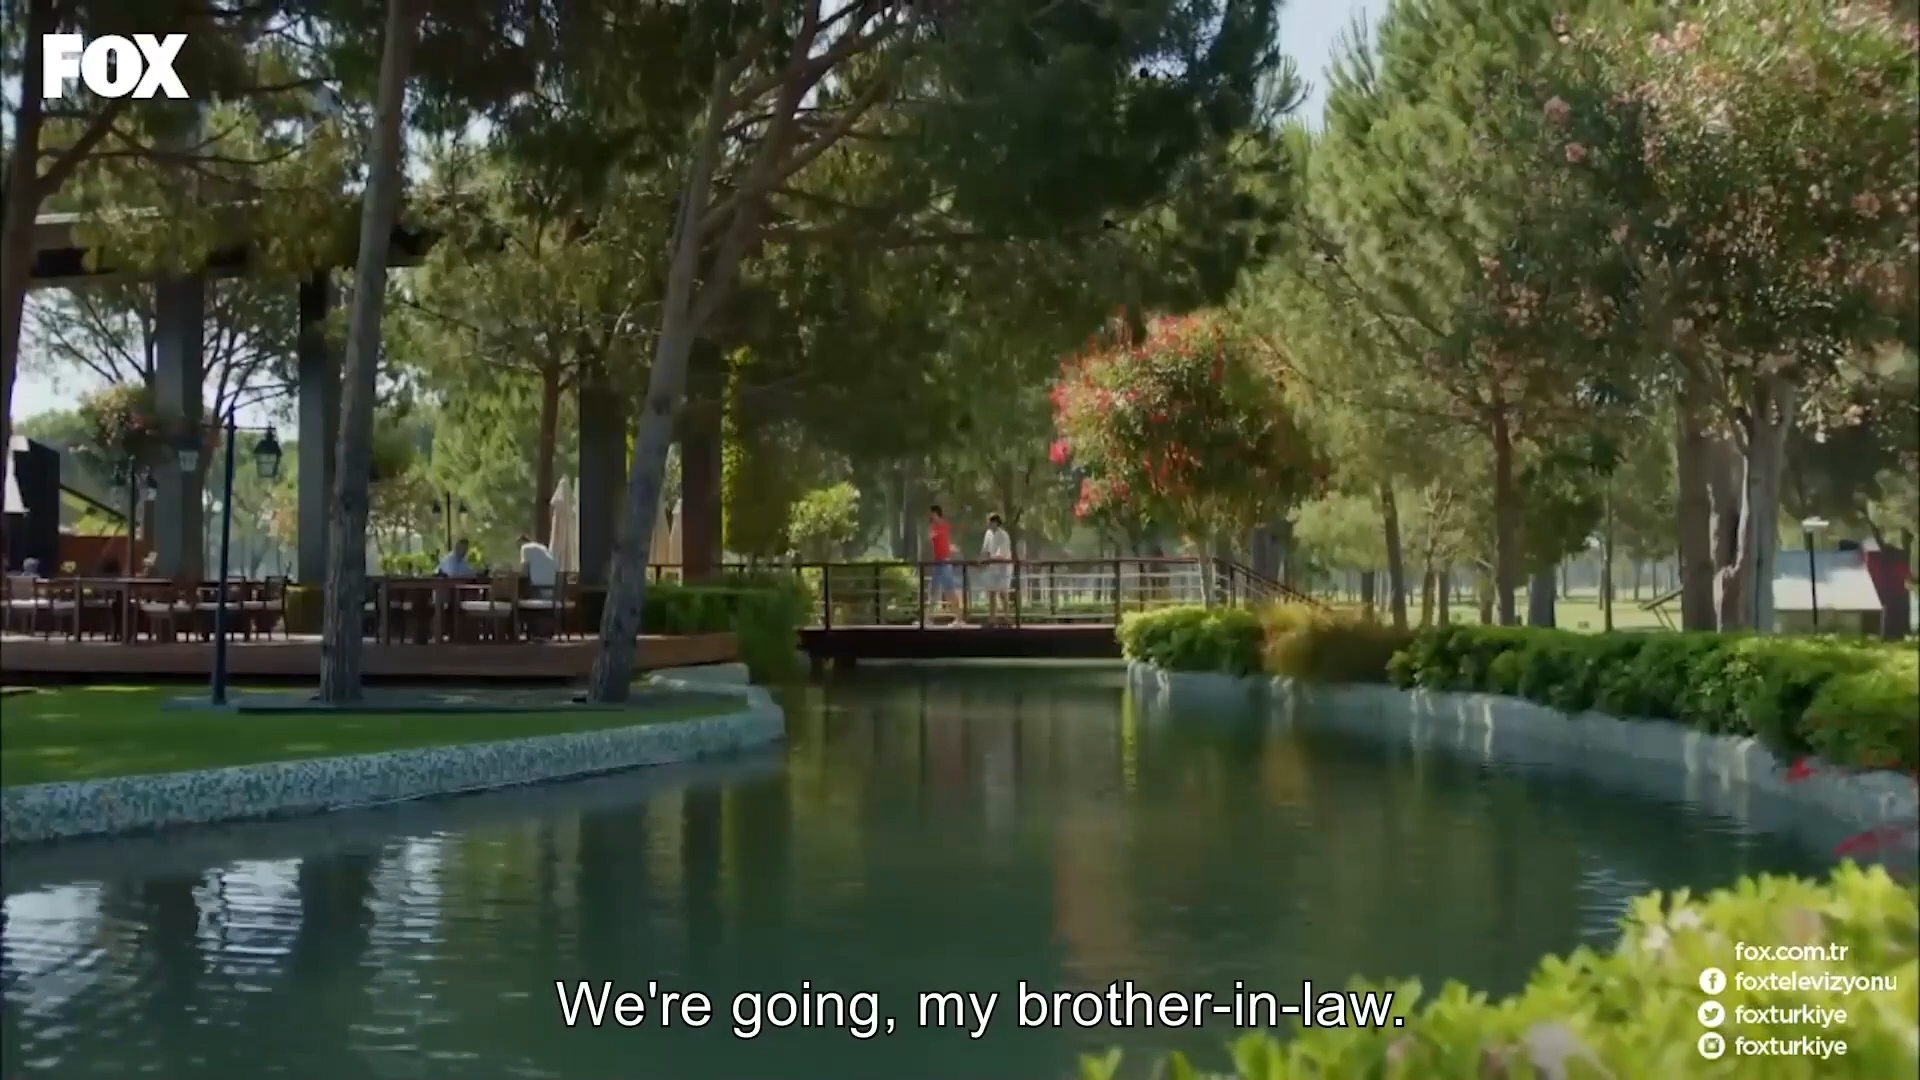 FOX
fox.com.tr
foxtelevizyonu
foxturkiye
foxturkiye
We're going, my brother-in-law.